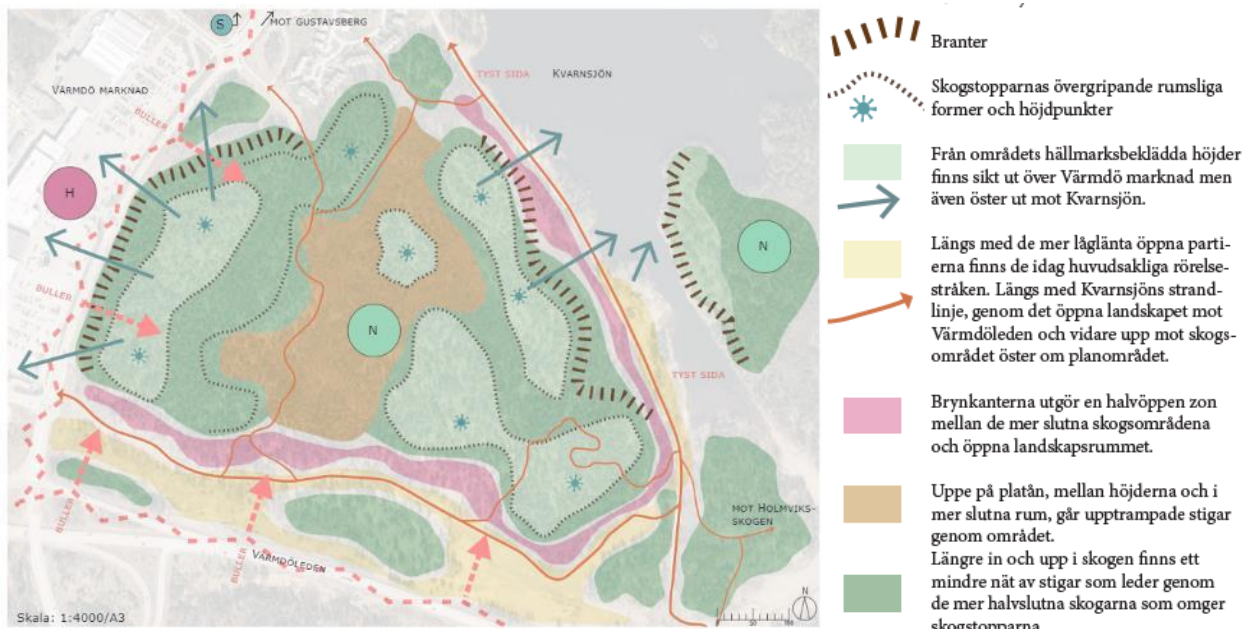 S
MOT GUSTAVSBERG
TYST SIDA
KVARNSJÖN
VÄRMDÖ MARKNAD
BULLER
H
N
BULLER
N
TYST SIDA
MOT HOLMVIKS-
SKOGEN
BULLER
BULLER
VÄRMDÖLEDEN
Skala: 1:4000/A3
N
50
100
Branter
Skogstopparnas övergripande rumsliga
former och höjdpunkter
Från områdets hällmarksbeklädda höjder
finns sikt ut över Värmdö marknad men
även öster ut mot Kvarnsjön.
Längs med de mer låglänta öppna parti-
erna finns de idag huvudsakliga rörelse-
stråken. Längs med Kvarnsjöns strand-
linje, genom det öppna landskapet mot
Värmdöleden och vidare upp mot skogs-
området öster om planområdet.
Brynkanterna utgör en halvöppen zon
mellan de mer slutna skogsområdena
och öppna landskapsrummet.
Uppe på platån, mellan höjderna och i
mer slutna rum, går upptrampade stigar
genom området.
Längre in och upp i skogen finns ett
mindre nät av stigar som leder genom
de mer halvslutna skogarna som omger
skogstopparna.